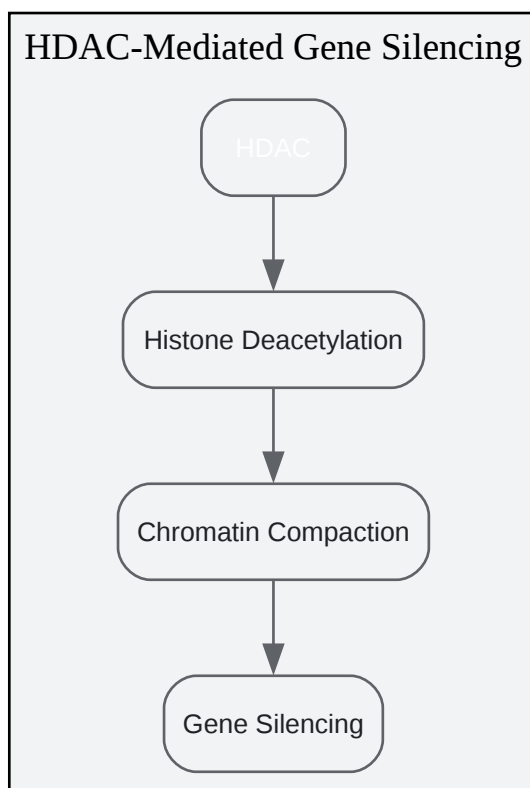 HDAC-Mediated Gene Silencing
HDAC
Histone Deacetylation
Chromatin Compaction
Gene Silencing